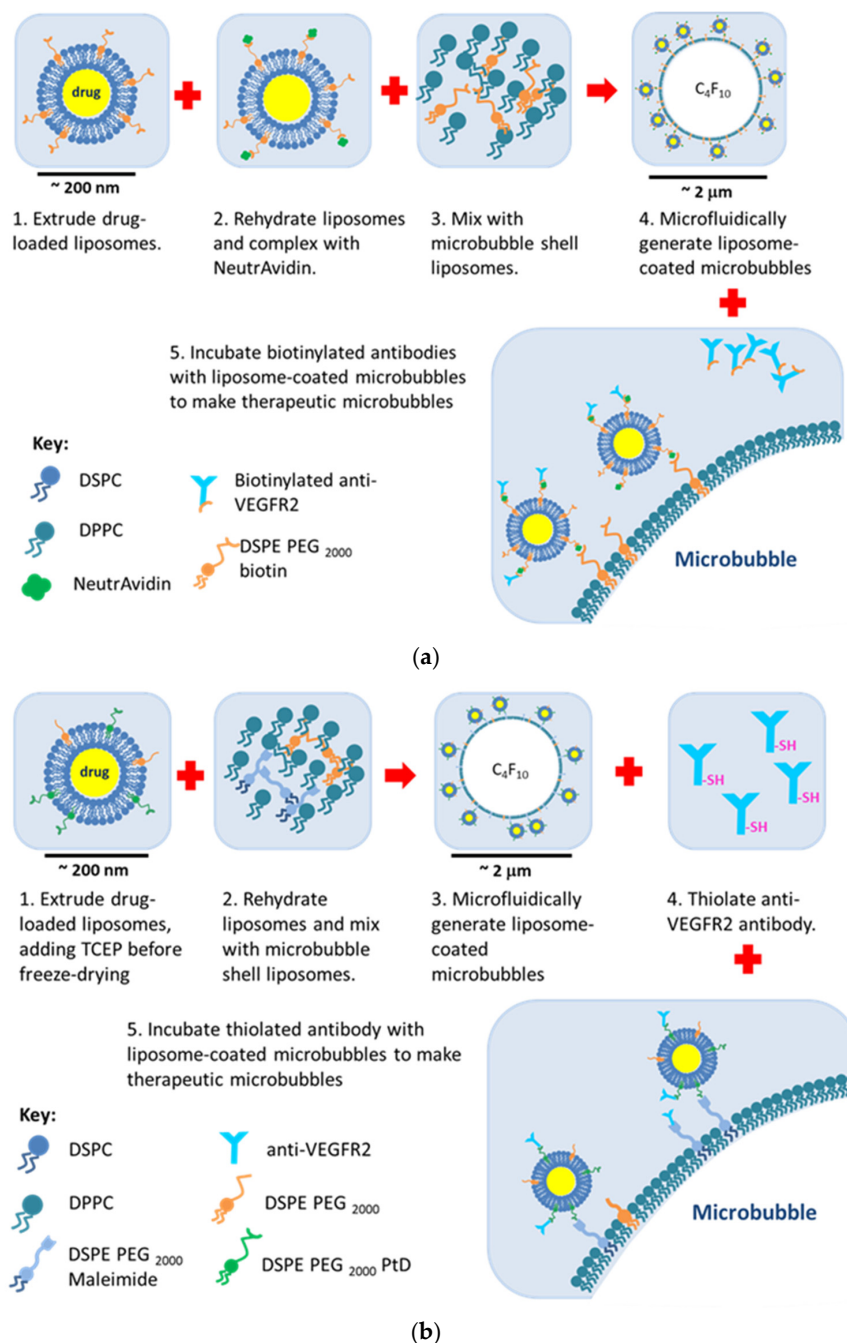 drug
C₄F₁₀
~ 200 nm
~ 2 μm
1. Extrude drug-
loaded liposomes.
2. Rehydrate liposomes
and complex with
NeutrAvidin.
3. Mix with
microbubble shell
liposomes.
4. Microfluidically
generate liposome-
coated microbubbles
5. Incubate biotinylated antibodies
with liposome-coated microbubbles
to make therapeutic microbubbles
Key:
DSPC
DPPC
NeutrAvidin
Biotinylated anti-
VEGFR2
DSPE PEG ₂₀₀₀
biotin
Microbubble
(a)
drug
C₄F₁₀
-SH
-SH
-SH
-SH
~ 200 nm
~ 2 μm
1. Extrude drug-
loaded liposomes,
adding TCEP before
freeze-drying
2. Rehydrate
liposomes and mix
with microbubble
shell liposomes.
3. Microfluidically
generate liposome-
coated
microbubbles
4. Thiolate anti-
VEGFR2 antibody.
5. Incubate thiolated antibody with
liposome-coated microbubbles to make
therapeutic microbubbles
Key:
DSPC
DPPC
DSPE PEG ₂₀₀₀
Maleimide
anti-VEGFR2
DSPE PEG ₂₀₀₀
DSPE PEG ₂₀₀₀ PtD
Microbubble
(b)